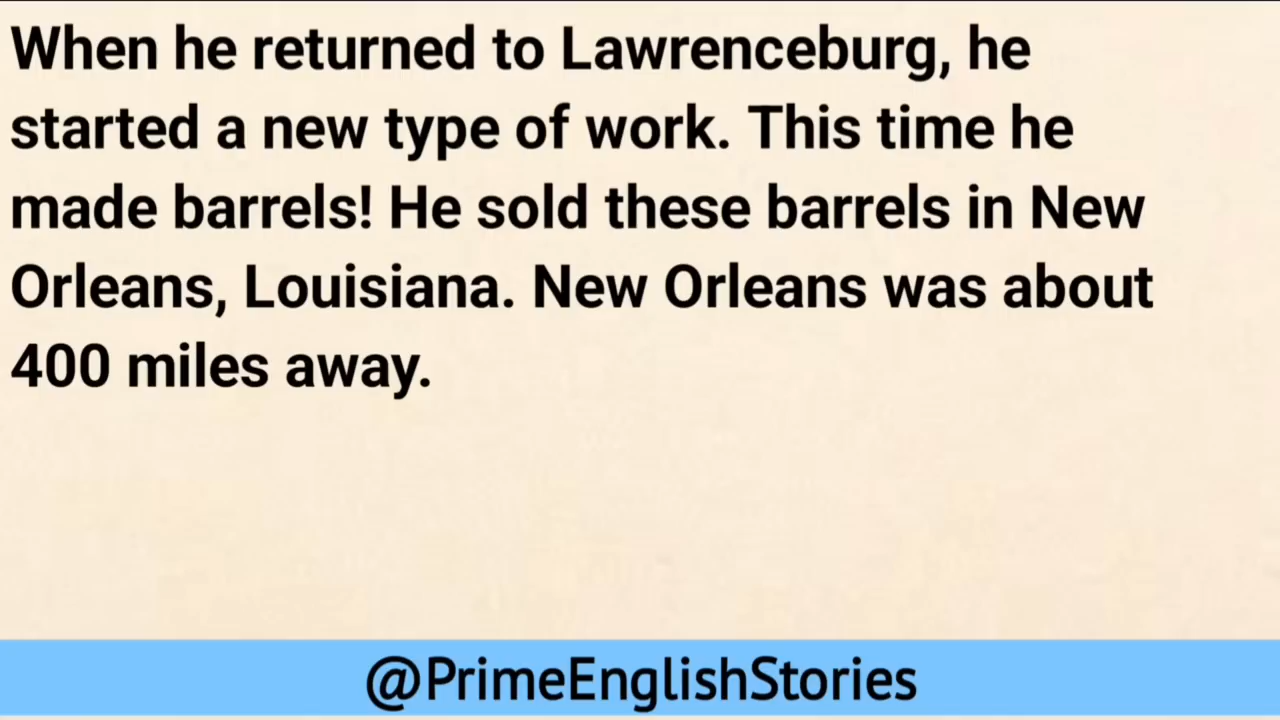 When he returned to Lawrenceburg, he
started a new type of work. This time he
made barrels! He sold these barrels in New
Orleans, Louisiana. New Orleans was about
400 miles away.
@PrimeEnglishStories